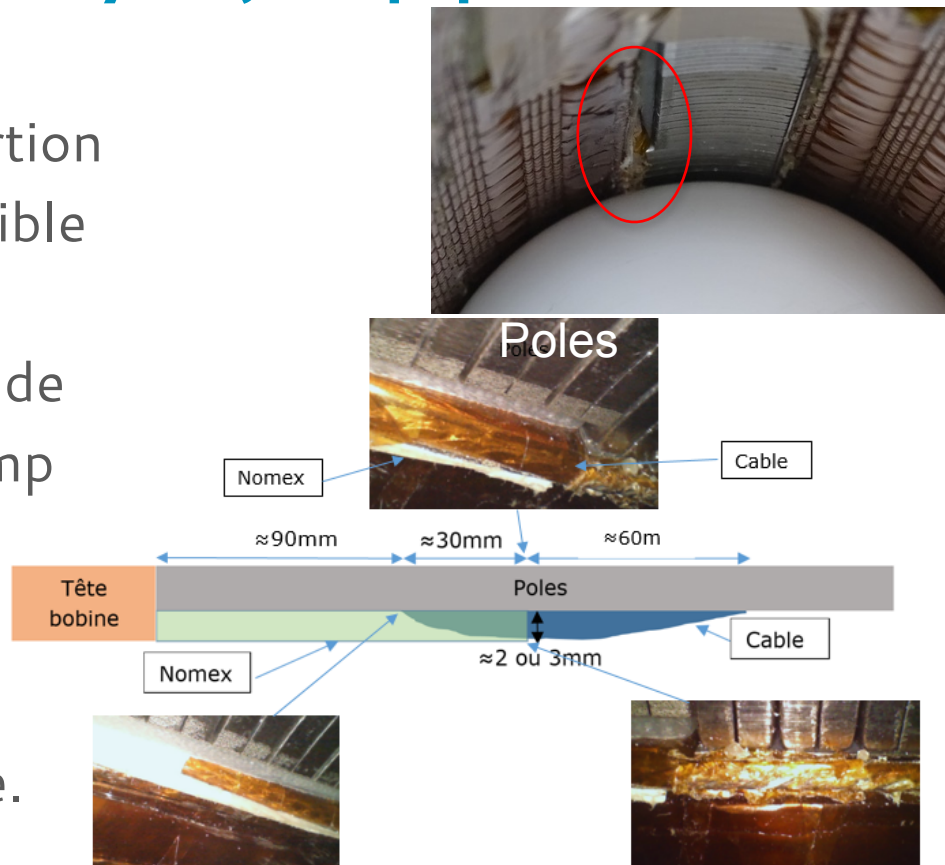 rtion
ible
Poles
de
mp
Nomex
Cable
≈90mm
≈30mm
≈60m
Tête
bobine
Poles
Nomex
≈2 ou 3mm
Cable
e.